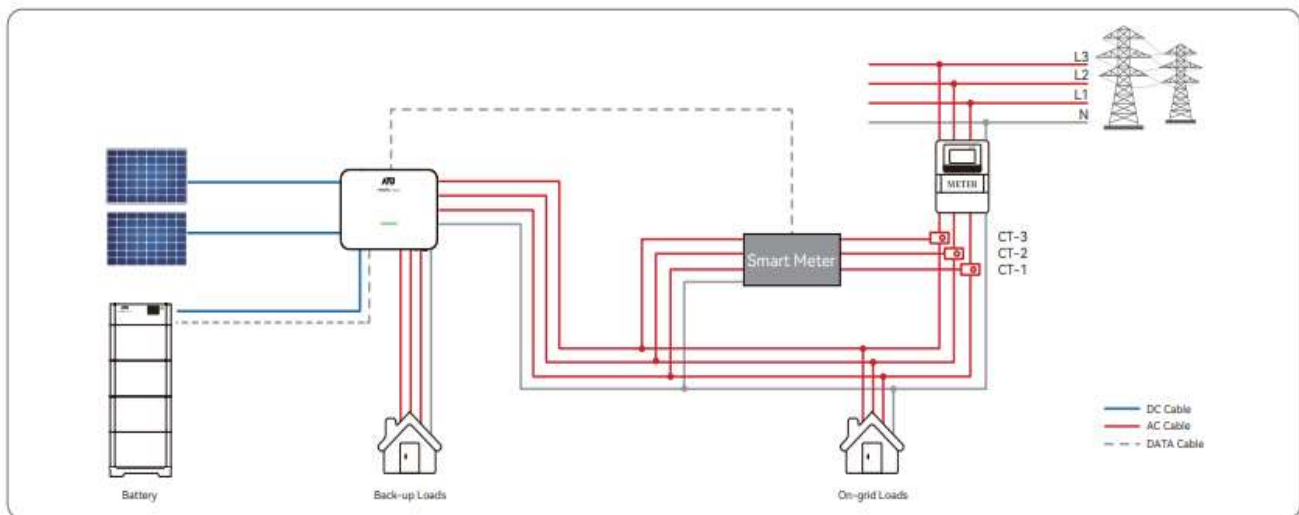 L3
L2
L1
N
METER
CT-3
CT-2
CT-1
Smart Meter
DC Cable
AC Cable
DATA Cable
Battery
Back-up Loads
On-grid Loads